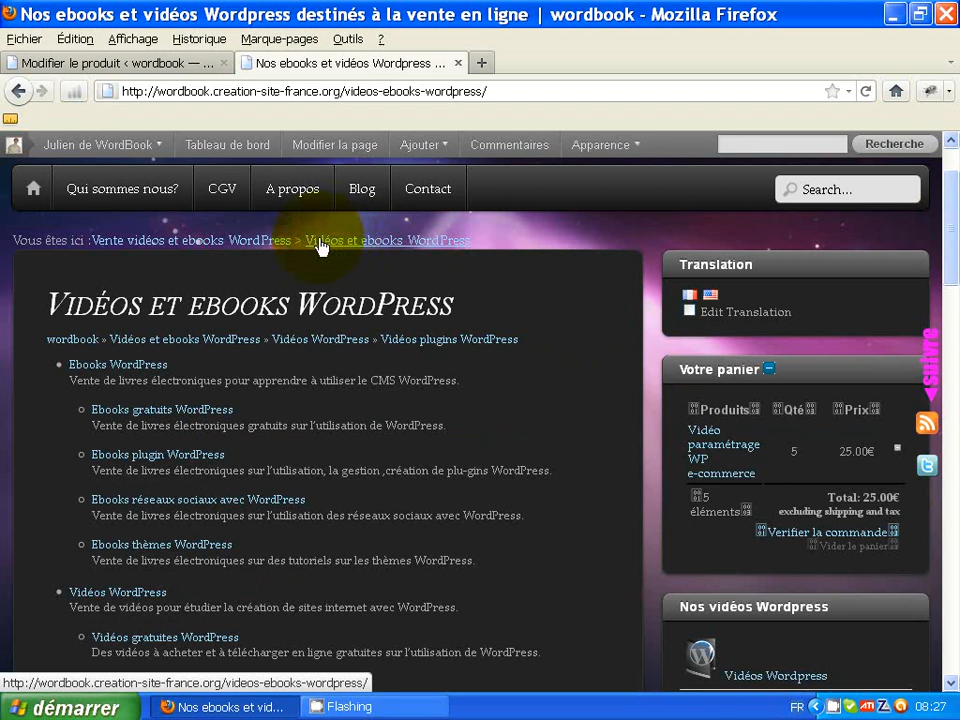 Nos ebooks et vidéos Wordpress destinés à la vente en ligne | wordbook - Mozilla Firefox
Fichier Édition Affichage Historique Marque-pages Outils ?
Modifier le produit ‹ wordbook — ...
Nos ebooks et vidéos Wordpress ...
http://wordbook.creation-site-france.org/videos-ebooks-wordpress/
Julien de WordBook Tableau de bord Modifier la page Ajouter Commentaires Apparence Recherche
Qui sommes nous? CGV A propos Blog Contact Search...
Vous êtes ici :Vente vidéos et ebooks WordPress > Vidéos et ebooks WordPress
VIDÉOS ET EBOOKS WORDPRESS
wordbook » Vidéos et ebooks WordPress » Vidéos WordPress » Vidéos plugins WordPress
Ebooks WordPress
Vente de livres électroniques pour apprendre à utiliser le CMS WordPress.
Ebooks gratuits WordPress
Vente de livres électroniques gratuits sur l'utilisation de WordPress.
Ebooks plugin WordPress
Vente de livres électroniques sur l'utilisation, la gestion ,création de plu-gins WordPress.
Ebooks réseaux sociaux avec WordPress
Vente de livres électroniques sur l'utilisation des réseaux sociaux avec WordPress.
Ebooks thèmes WordPress
Vente de livres électroniques sur des tutoriels sur les thèmes WordPress.
Vidéos WordPress
Vente de vidéos pour étudier la création de sites internet avec WordPress.
Vidéos gratuites WordPress
Des vidéos à acheter et à télécharger en ligne gratuites sur l'utilisation de WordPress.
Translation
Edit Translation
Votre panier
Produits Qté Prix
Vidéo
paramétrage
WP
e-commerce
5 25.00€
5
éléments
Total: 25.00€
excluding shipping and tax
Verifier la commande
Vider le panier
Nos vidéos Wordpress
Vidéos WordPress
suivre
http://wordbook.creation-site-france.org/videos-ebooks-wordpress/
démarrer Nos ebooks et vid... Flashing FR 08:27